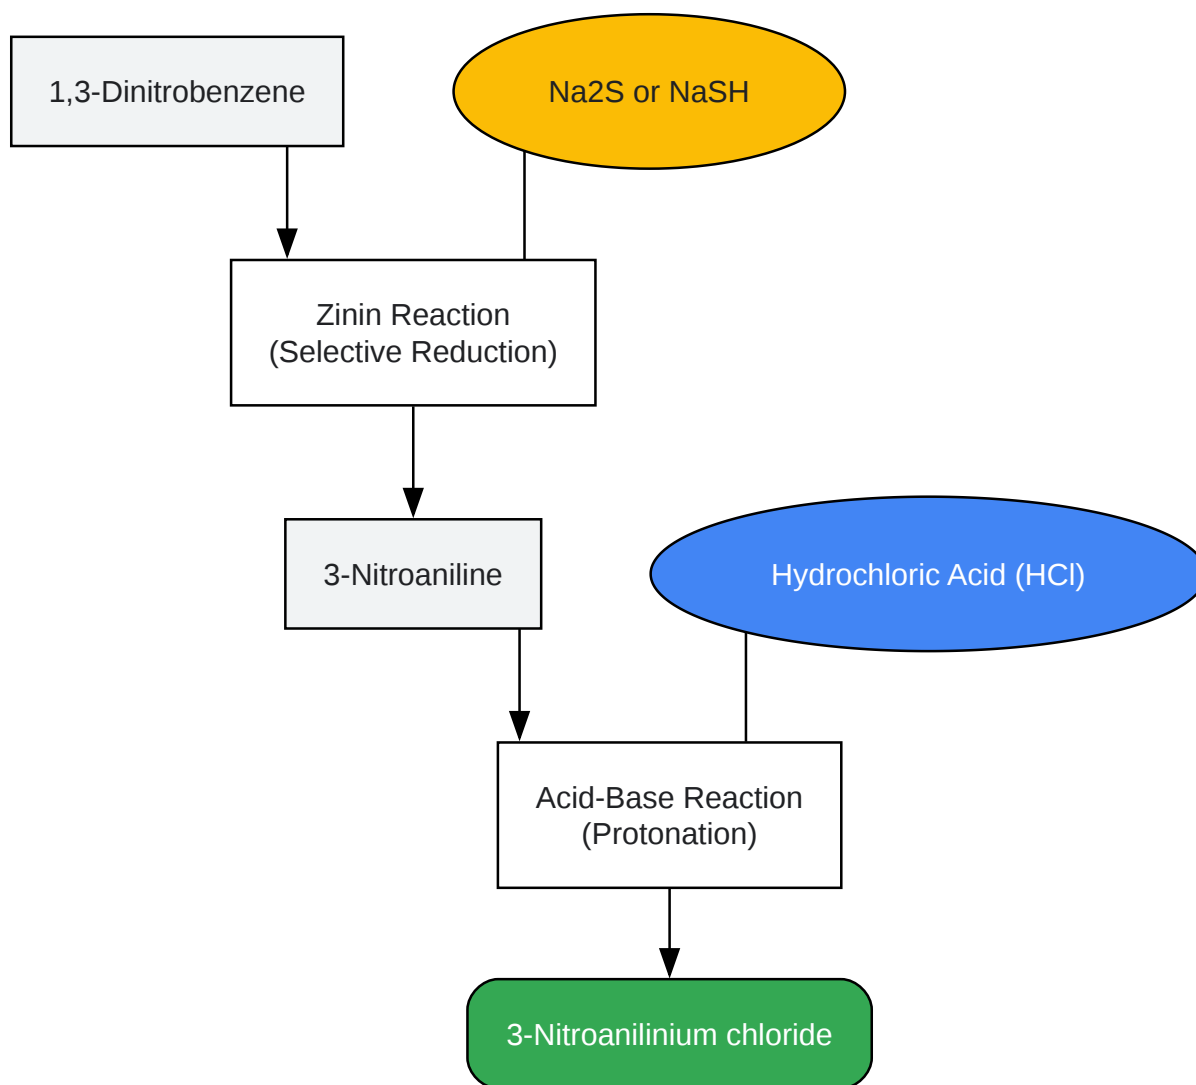 1,3-Dinitrobenzene
Na2S or NaSH
Zinin Reaction
(Selective Reduction)
3-Nitroaniline
Hydrochloric Acid (HCl)
Acid-Base Reaction
(Protonation)
3-Nitroanilinium chloride